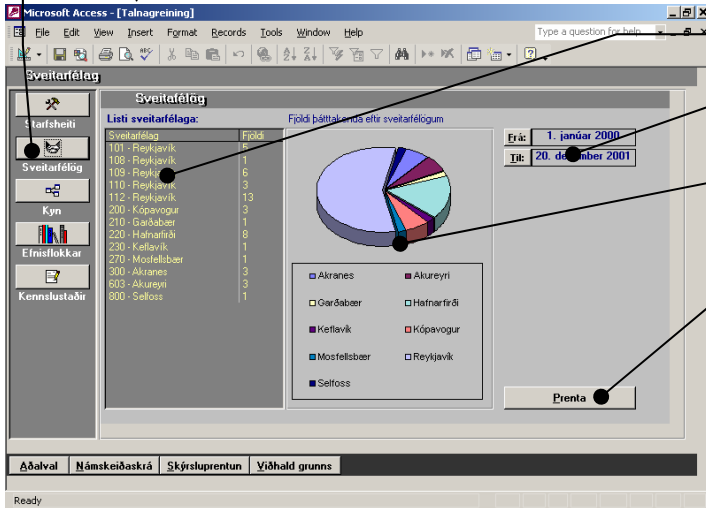 Microsoft Access - [Talnagreining]
File Edit View Insert Format Records Tools Window Help
Type a question for help
Sveitarfélag
Sveitafélög
Starfsheiti
Sveitarfélög
Kyn
Efnisflokkar
Kennslustaðir
Listi sveitarfélaga:
Sveitarfélag Fjöldi
101 - Reykjavík 5
108 - Reykjavík 1
109 - Reykjavík 6
110 - Reykjavík 3
112 - Reykjavík 13
200 - Kópavogur 3
210 - Garðabær 1
220 - Hafnarfirði 8
230 - Keflavík 1
270 - Mosfellsbær 1
300 - Akranes 3
603 - Akureyri 3
800 - Selfoss 1
Fjöldi þátttakenda eftir sveitarfélögum
Akranes Akureyri
Garðabær Hafnarfirði
Keflavík Kópavogur
Mosfellsbær Reykjavík
Selfoss
Frá: 1. janúar 2000
Til: 20. desember 2001
Prenta
Aðalval Námskeiðaskrá Skýrsluprentun Viðhald grunns
Ready